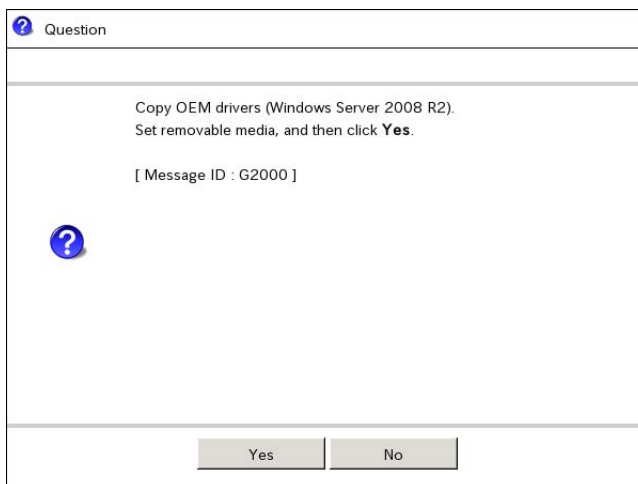 Question
Copy OEM drivers (Windows Server 2008 R2).
Set removable media, and then click Yes.
[ Message ID : G2000 ]
Yes
No